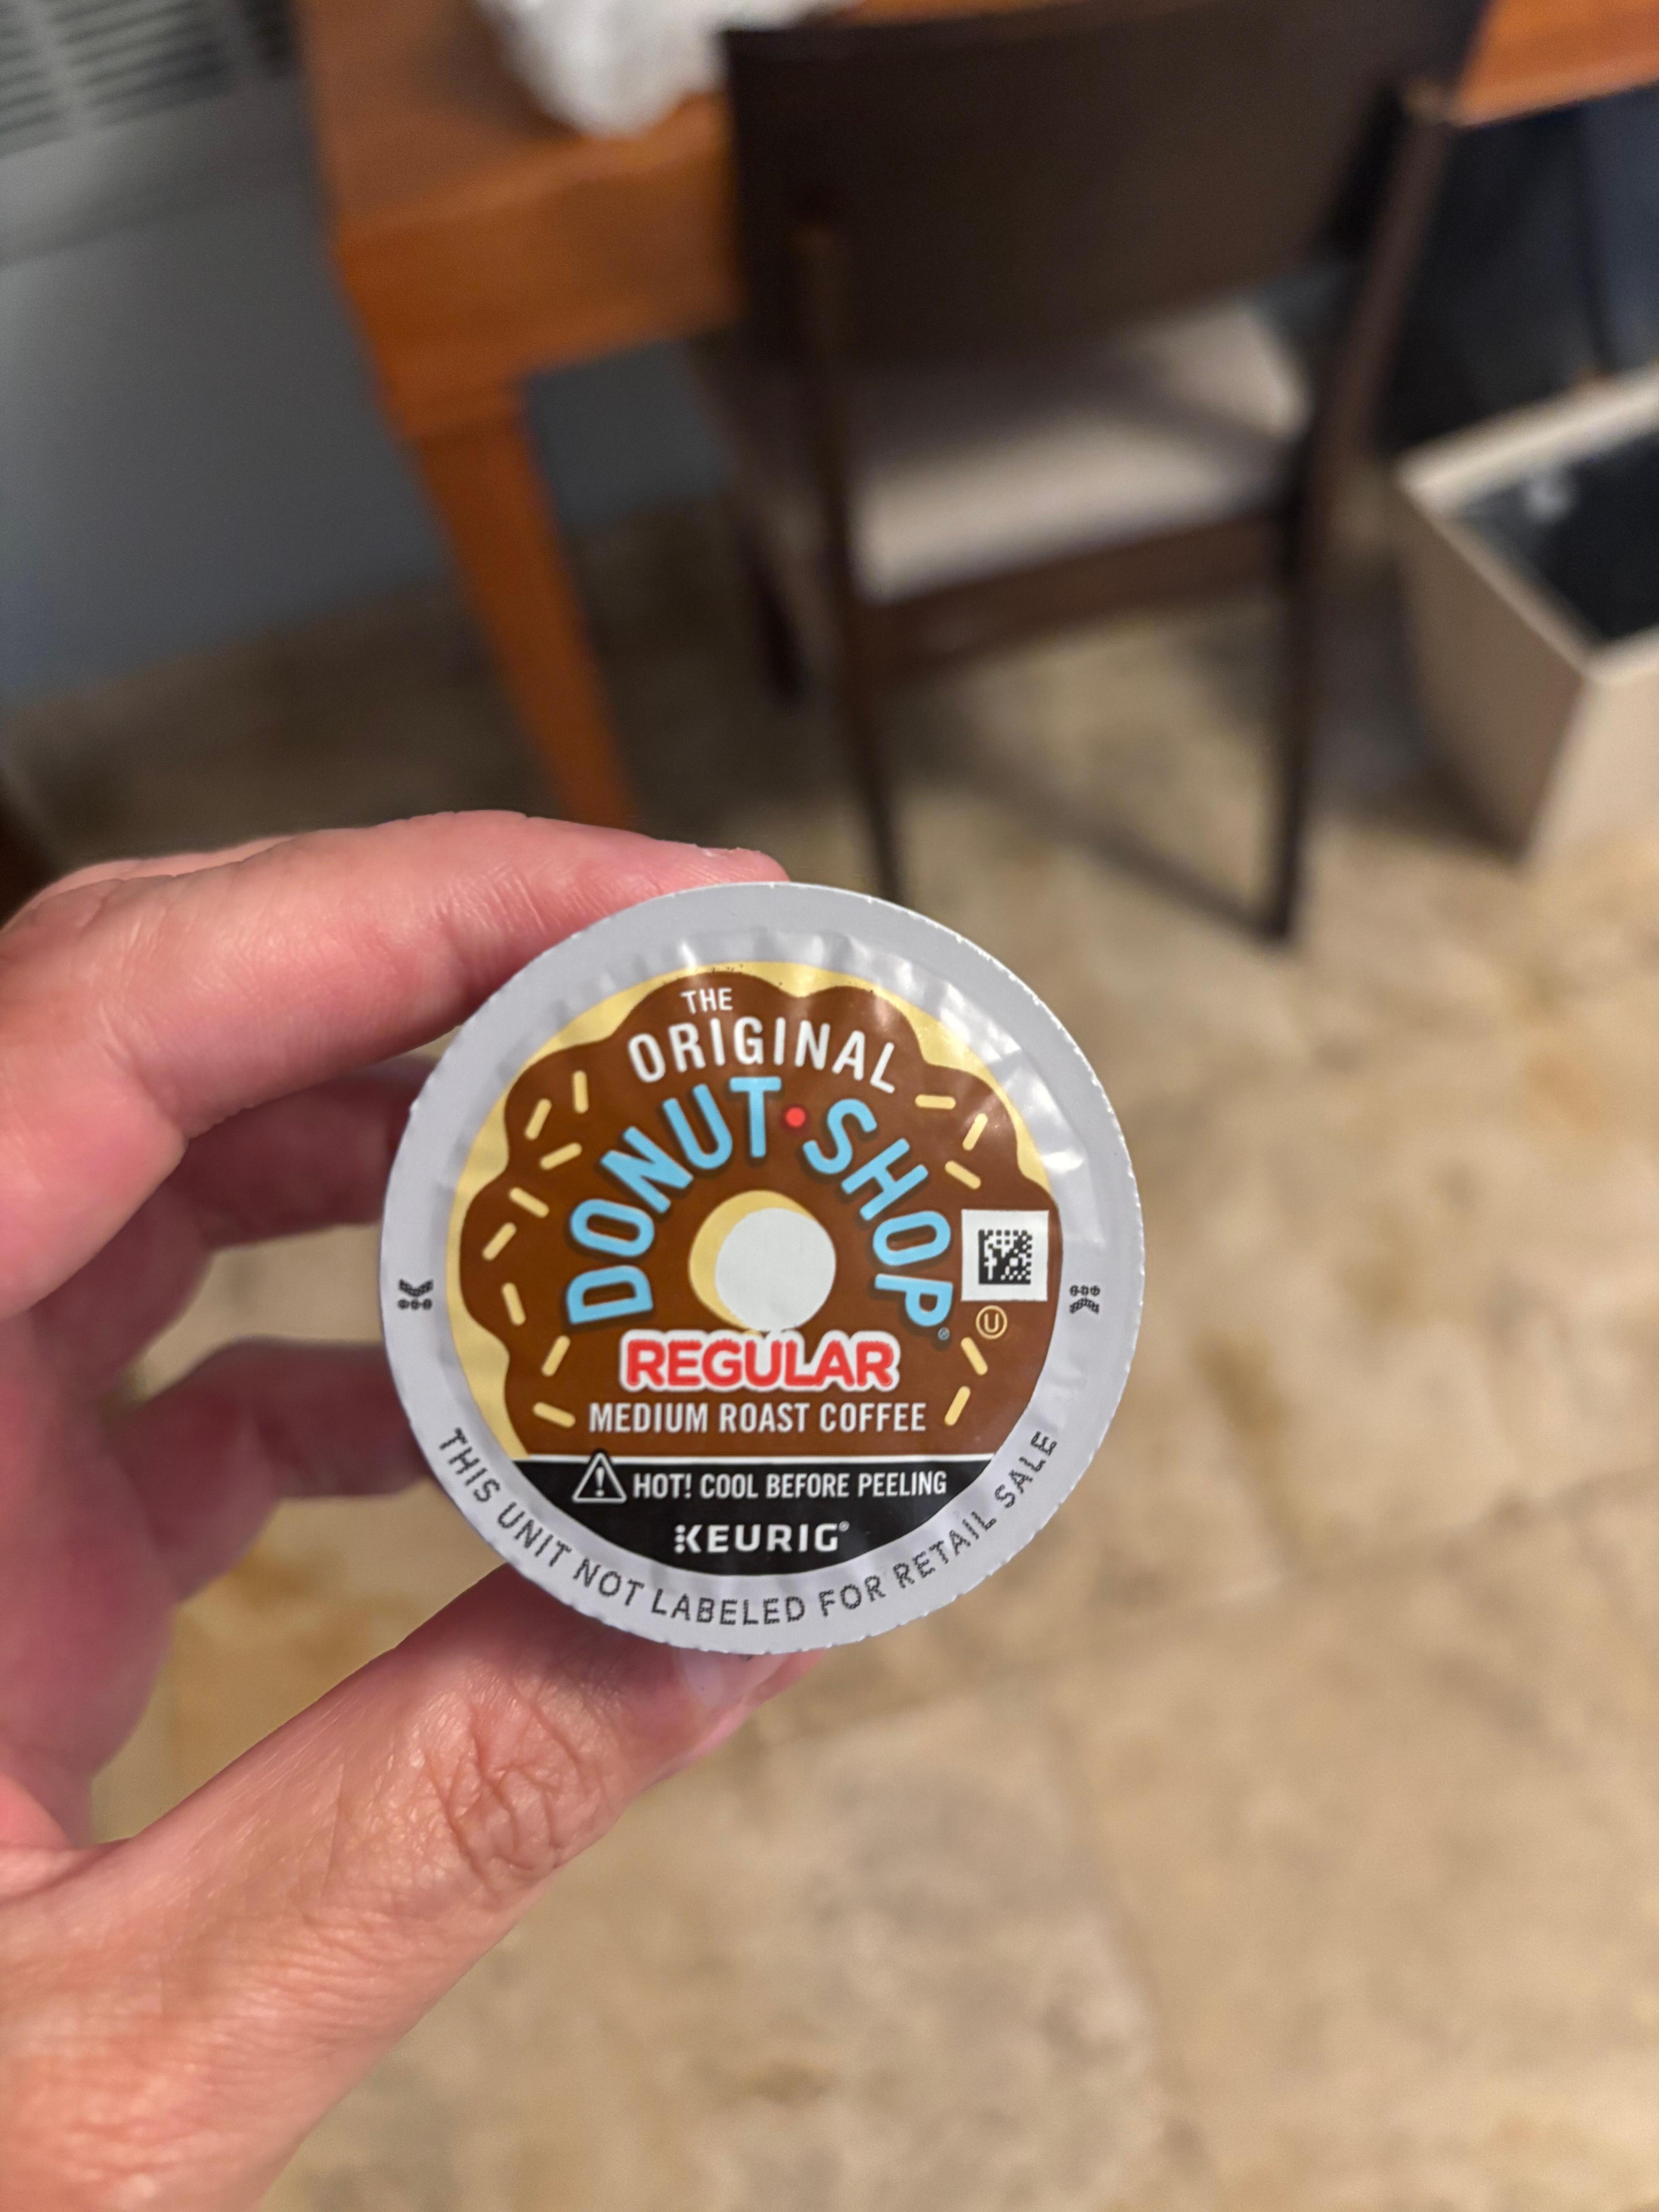 THE
ORIGINAL
DONUT•SHOP®
Ⓤ
REGULAR
MEDIUM ROAST COFFEE
HOT! COOL BEFORE PEELING
KEURIG®
THIS UNIT NOT LABELED FOR RETAIL SALE